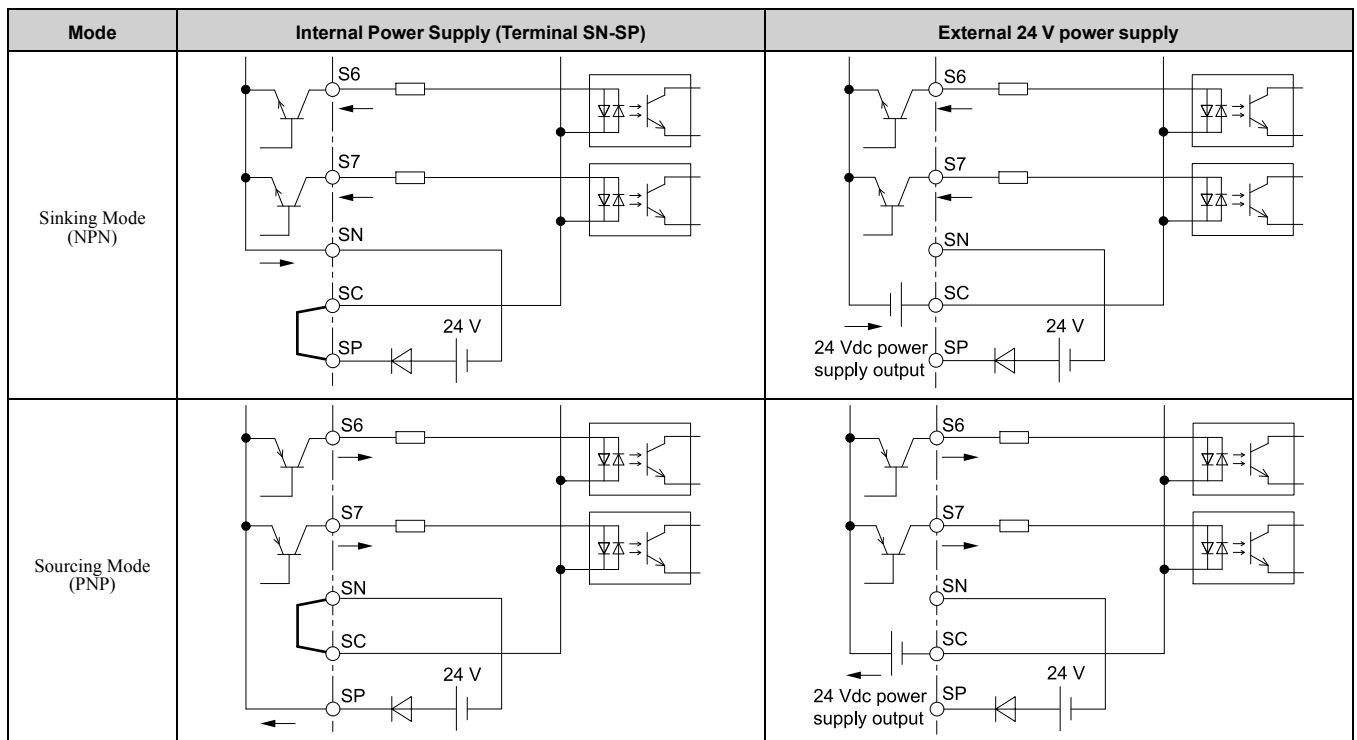 Mode
Internal Power Supply (Terminal SN-SP)
External 24 V power supply
Sinking Mode
(NPN)
S6
S7
SN
SC
24 V
SP
S6
S7
SN
SC
24 V
24 Vdc power
supply output
SP
Sourcing Mode
(PNP)
S6
S7
SN
SC
24 V
SP
S6
S7
SN
SC
24 V
24 Vdc power
supply output
SP